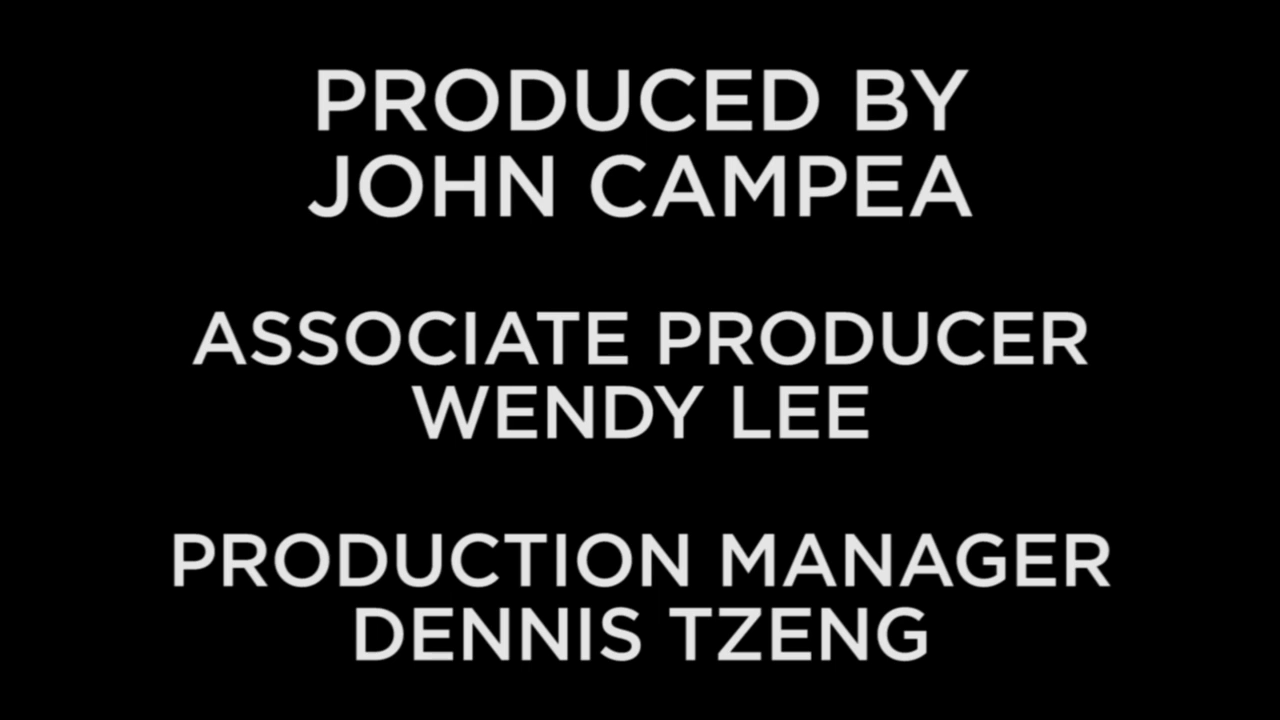 PRODUCED BY
JOHN CAMPEA
ASSOCIATE PRODUCER
WENDY LEE
PRODUCTION MANAGER
DENNIS TZENG